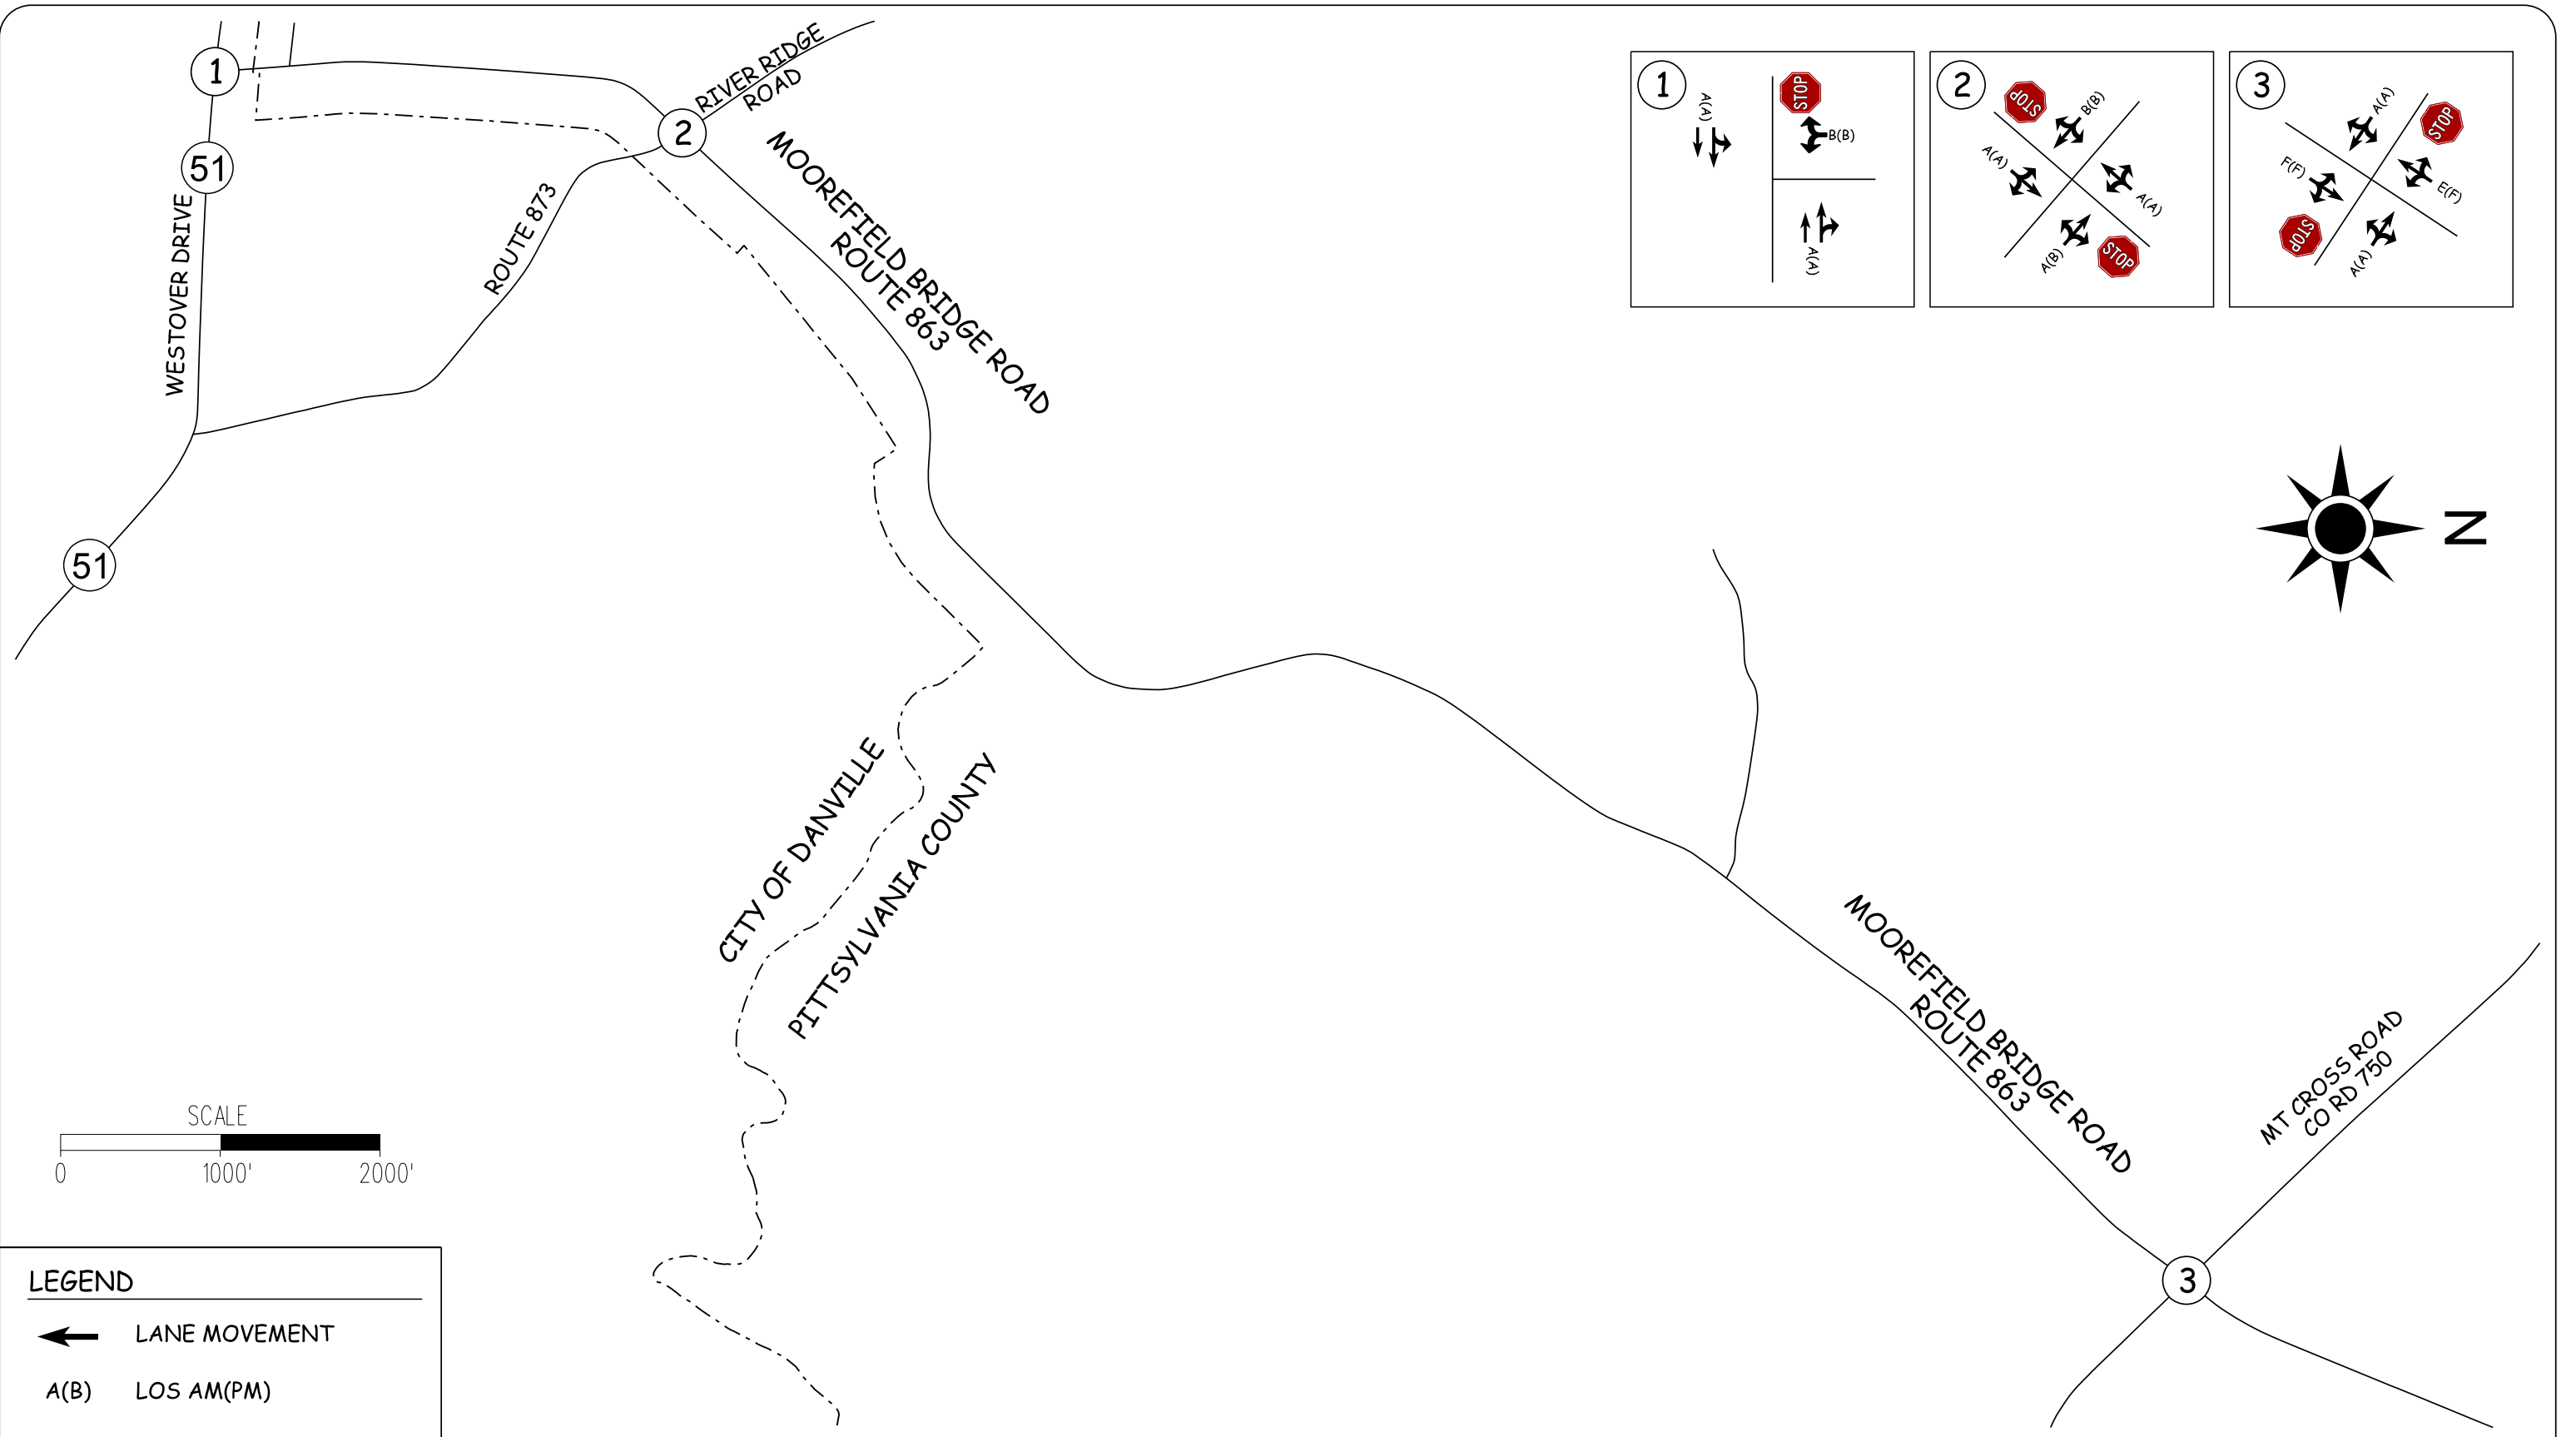 1
RIVER RIDGE
ROAD
2
51
WESTOVER DRIVE
ROUTE 873
MOOREFIELD BRIDGE ROAD
ROUTE 863
51
1
A(A)
STOP
B(B)
A(A)
2
STOP
B(B)
A(A)
A(A)
A(B)
STOP
3
A(A)
STOP
F(F)
E(F)
STOP
A(A)
N
CITY OF DANVILLE
PITTSYLVANIA COUNTY
MOOREFIELD BRIDGE ROAD
ROUTE 863
MT CROSS ROAD
CO RD 750
3
SCALE
0 1000' 2000'
LEGEND
LANE MOVEMENT
A(B) LOS AM(PM)